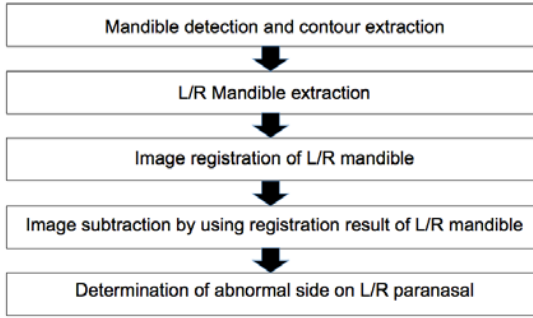 Mandible detection and contour extraction
L/R Mandible extraction
Image registration of L/R mandible
Image subtraction by using registration result of L/R mandible
Determination of abnormal side on L/R paranasal